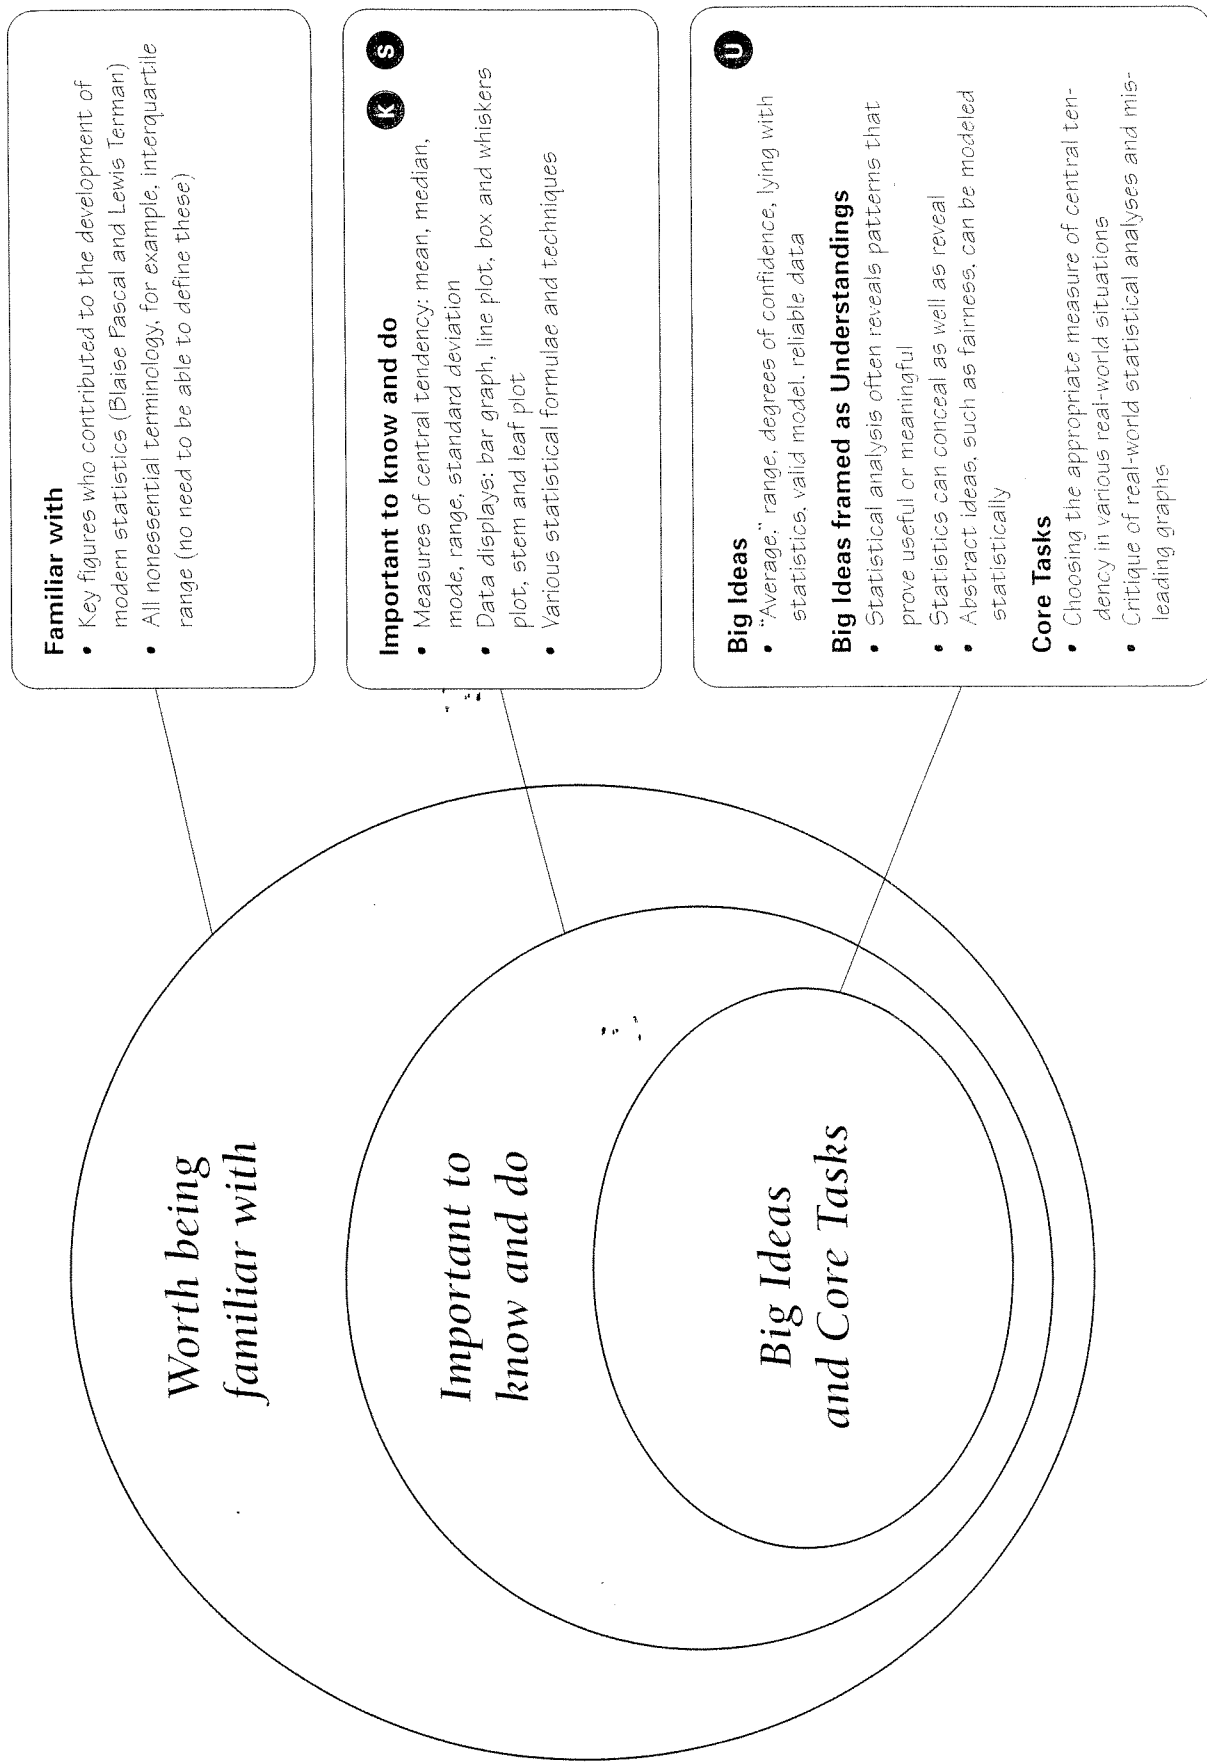 Worth being
familiar with
Important to
know and do
Big Ideas
and Core Tasks
Familiar with
• Key figures who contributed to the development of
modern statistics (Blaise Pascal and Lewis Terman)
• All nonessential terminology, for example, interquartile
range (no need to be able to define these)
K S
Important to know and do
• Measures of central tendency: mean, median,
mode, range, standard deviation
• Data displays: bar graph, line plot, box and whiskers
plot, stem and leaf plot
• Various statistical formulae and techniques
U
Big Ideas
• "Average," range, degrees of confidence, lying with
statistics, valid model, reliable data
Big Ideas framed as Understandings
• Statistical analysis often reveals patterns that
prove useful or meaningful
• Statistics can conceal as well as reveal
• Abstract ideas, such as fairness, can be modeled
statistically
Core Tasks
• Choosing the appropriate measure of central ten-
dency in various real-world situations
• Critique of real-world statistical analyses and mis-
leading graphs